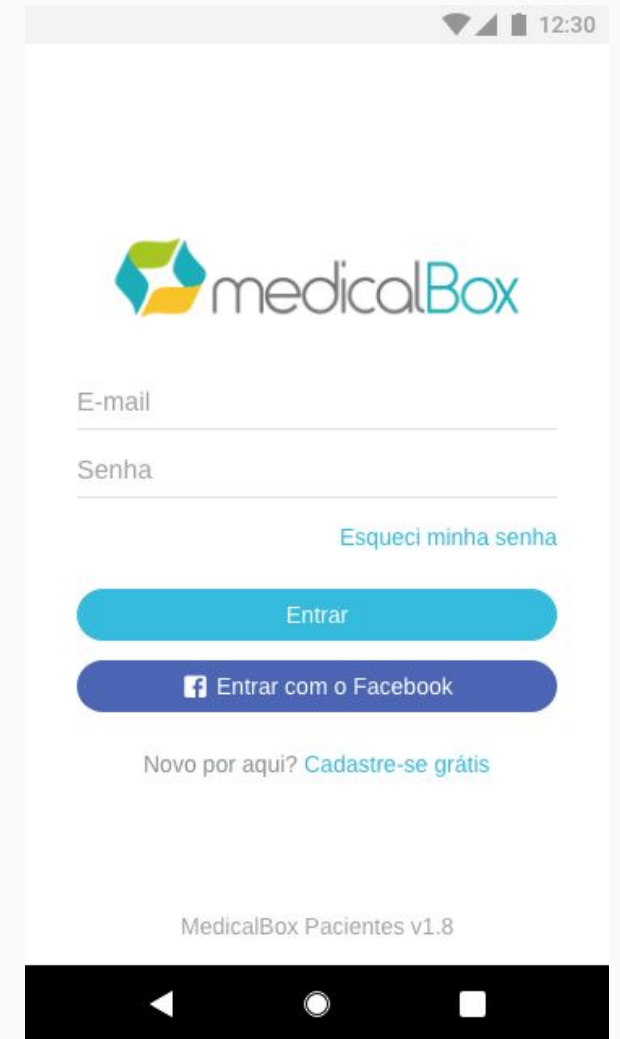 12:30
medicalBox
E-mail
Senha
Esqueci minha senha
Entrar
Entrar com o Facebook
Novo por aqui? Cadastre-se grátis
MedicalBox Pacientes v1.8